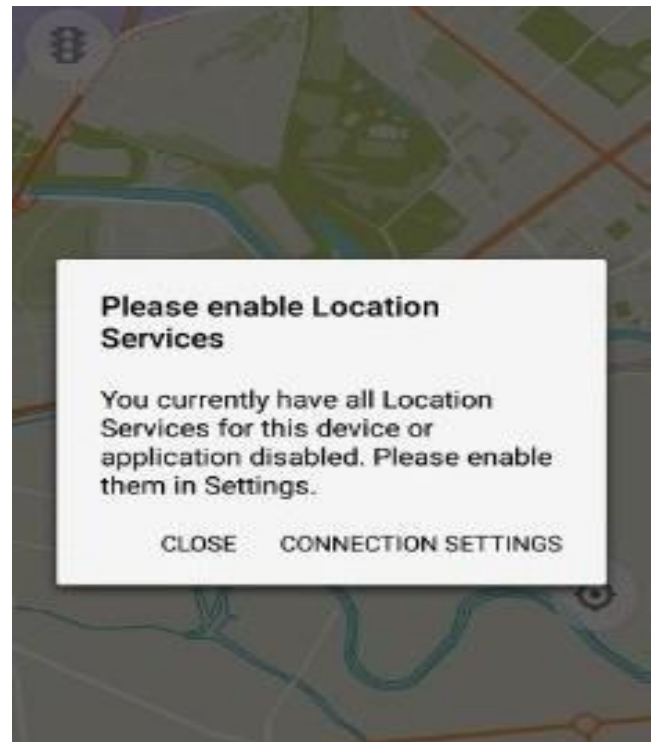 Please enable Location
Services
You currently have all Location
Services for this device or
application disabled. Please enable
them in Settings.
CLOSE CONNECTION SETTINGS